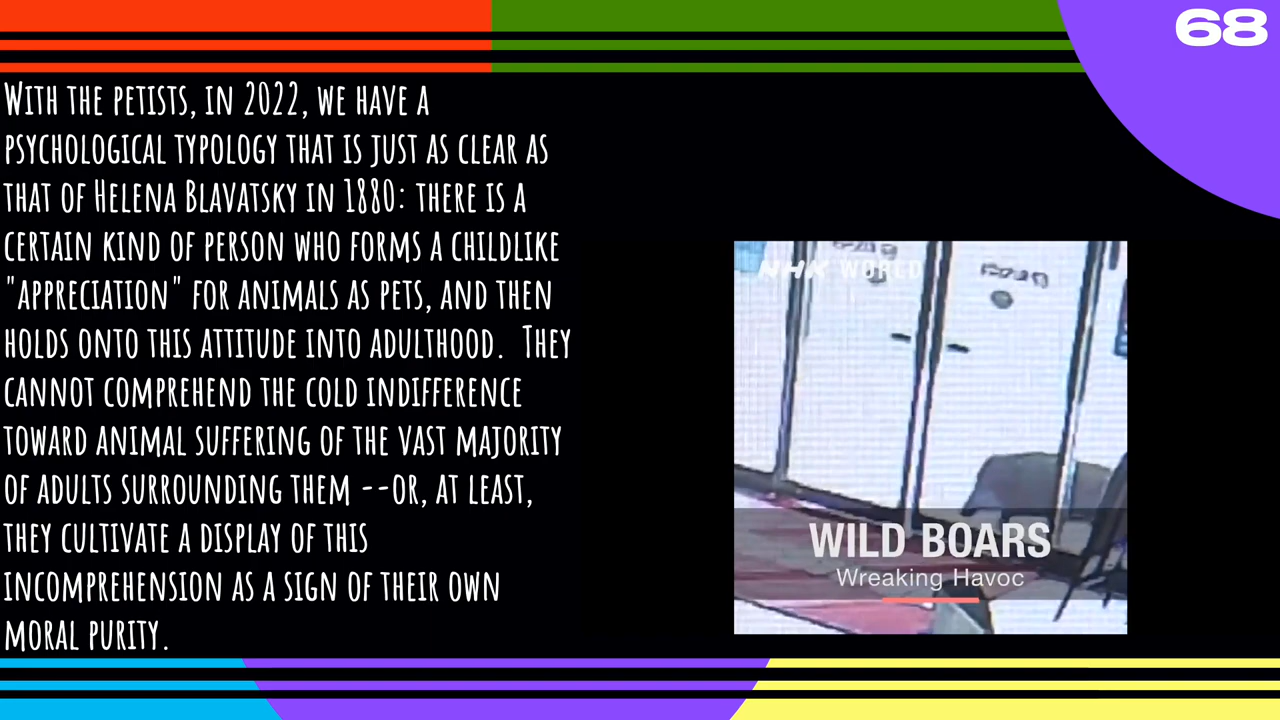 68
With the petists, in 2022, we have a
psychological typology that is just as clear as
that of Helena Blavatsky in 1880: there is a
certain kind of person who forms a childlike
"appreciation" for animals as pets, and then
holds onto this attitude into adulthood. They
cannot comprehend the cold indifference
toward animal suffering of the vast majority
of adults surrounding them --or, at least,
they cultivate a display of this
incomprehension as a sign of their own
moral purity.
NHK WORLD
WILD BOARS
Wreaking Havoc